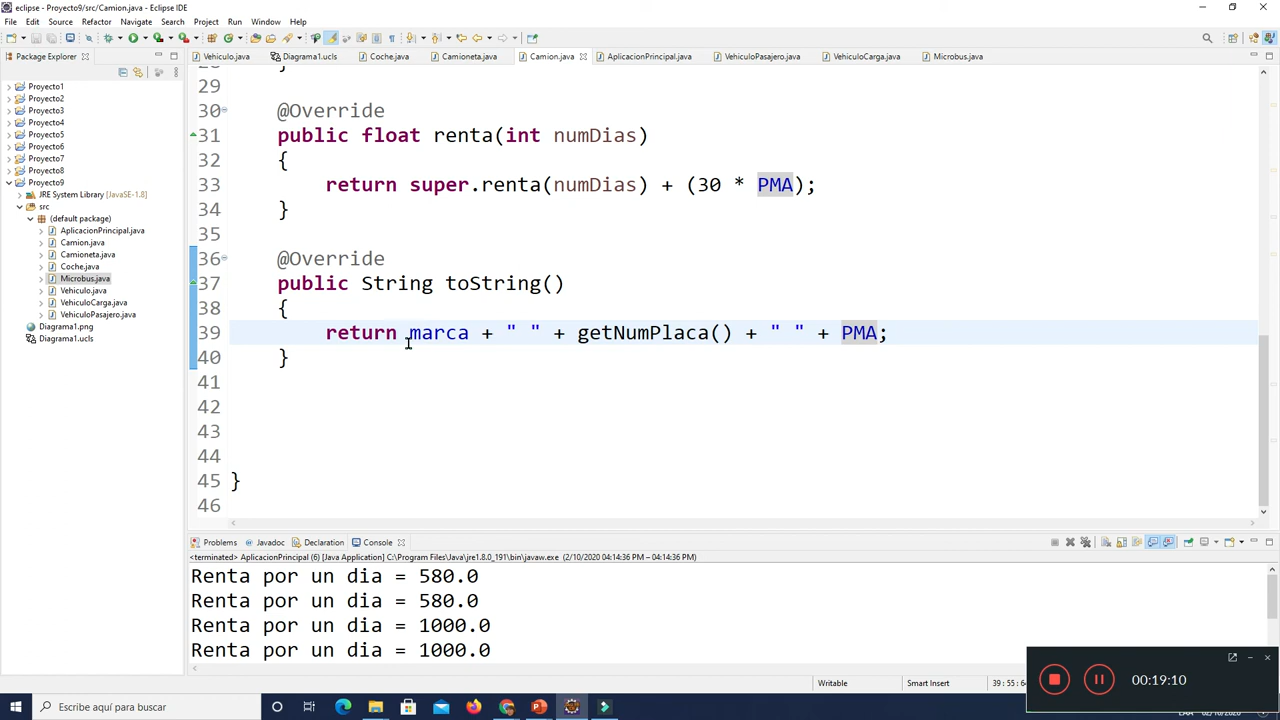 eclipse - Proyecto9/src/Camion.java - Eclipse IDE
File Edit Source Refactor Navigate Search Project Run Window Help
Package Explorer
Vehiculo.java Diagrama1.ucls Coche.java Camioneta.java Camion.java AplicacionPrincipal.java VehiculoPasajero.java VehiculoCarga.java Microbus.java
Proyecto1
Proyecto2
Proyecto3
Proyecto4
Proyecto5
Proyecto6
Proyecto7
Proyecto8
Proyecto9
JRE System Library [JavaSE-1.8]
src
(default package)
AplicacionPrincipal.java
Camion.java
Camioneta.java
Coche.java
Microbus.java
Vehiculo.java
VehiculoCarga.java
VehiculoPasajero.java
Diagrama1.png
Diagrama1.ucls
29
30 @Override
31 public float renta(int numDias)
32 {
33 return super.renta(numDias) + (30 * PMA);
34 }
35
36 @Override
37 public String toString()
38 {
39 return marca + " " + getNumPlaca() + " " + PMA;
40 }
41
42
43
44
45 }
46
Problems Javadoc Declaration Console
<terminated> AplicacionPrincipal (6) [Java Application] C:\Program Files\Java\jre1.8.0_191\bin\javaw.exe (2/10/2020 04:14:36 PM – 04:14:36 PM)
Renta por un dia = 580.0
Renta por un dia = 580.0
Renta por un dia = 1000.0
Renta por un dia = 1000.0
Writable Smart Insert
00:19:10
Escribe aquí para buscar